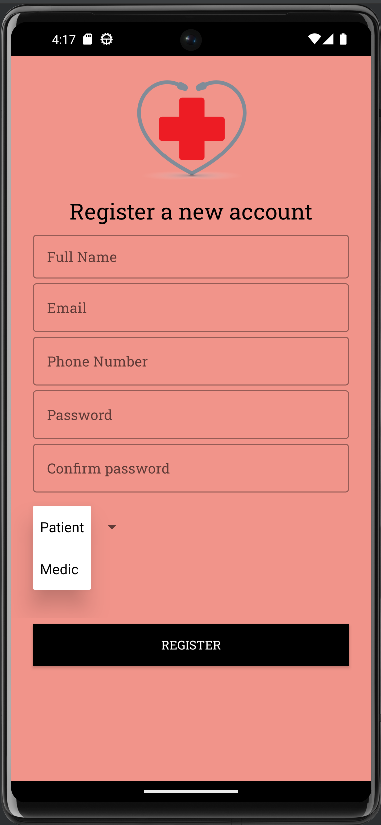 4:17
Register a new account
Full Name
Email
Phone Number
Password
Confirm password
Patient
Medic
REGISTER